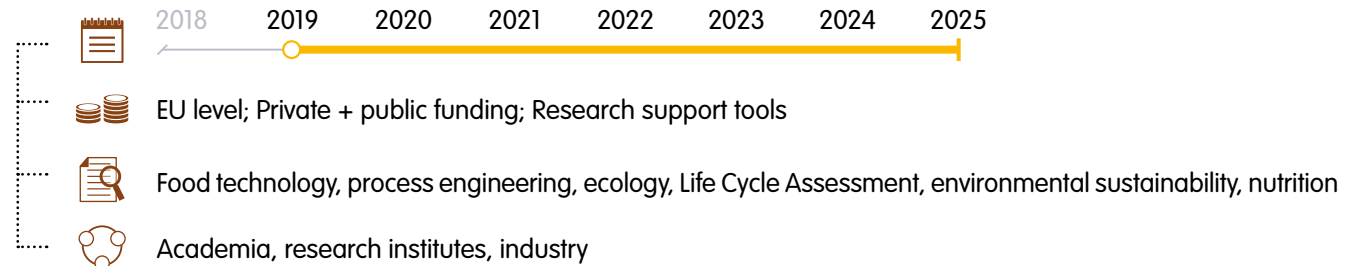 2018 2019 2020 2021 2022 2023 2024 2025
EU level; Private + public funding; Research support tools
Food technology, process engineering, ecology, Life Cycle Assessment, environmental sustainability, nutrition
Academia, research institutes, industry